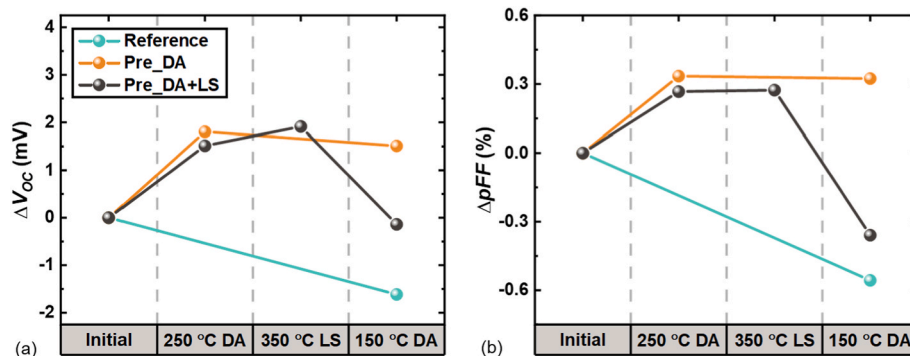 4
3
2
1
0
-1
-2
ΔV_OC (mV)
Reference
Pre_DA
Pre_DA+LS
Initial
250 °C DA
350 °C LS
150 °C DA
(a)
0.6
0.3
0.0
-0.3
-0.6
ΔpFF (%)
Initial
250 °C DA
350 °C LS
150 °C DA
(b)